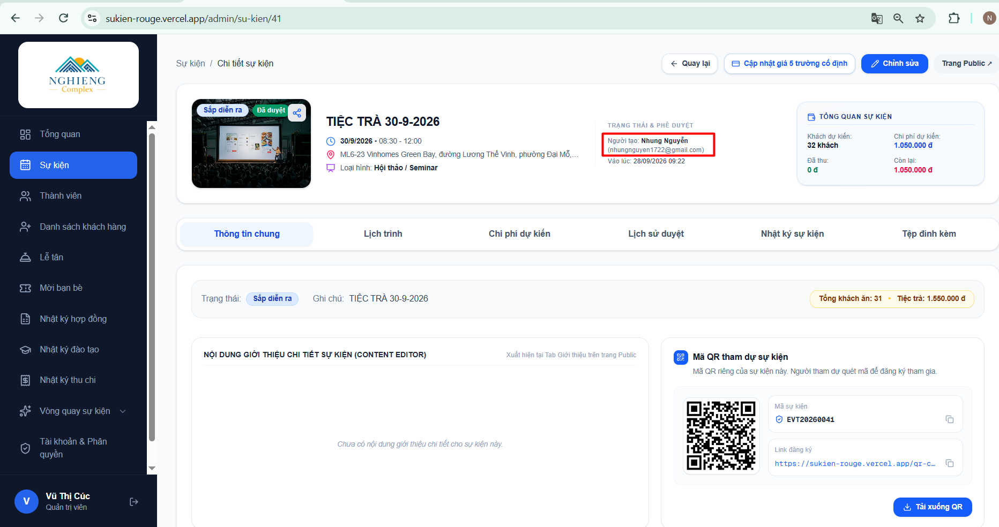 sukien-rouge.vercel.app/admin/su-kien/41
N
NGHIENG
Complex
Tổng quan
Sự kiện
Thành viên
Danh sách khách hàng
Lễ tân
Mời bạn bè
Nhật ký hợp đồng
Nhật ký đào tạo
Nhật ký thu chi
Vòng quay sự kiện
Tài khoản & Phân
quyền
V
Vũ Thị Cúc
Quản trị viên
Sự kiện / Chi tiết sự kiện
Quay lại
Cập nhật giá 5 trường cố định
Chỉnh sửa
Trang Public ↗
Sắp diễn ra
Đã duyệt
TIỆC TRÀ 30-9-2026
30/9/2026 • 08:30 - 12:00
ML6-23 Vinhomes Green Bay, đường Lương Thế Vinh, phường Đại Mỗ,...
Loại hình: Hội thảo / Seminar
TRẠNG THÁI & PHÊ DUYỆT
Người tạo: Nhung Nguyễn
(nhungnguyen1722@gmail.com)
Vào lúc: 28/09/2026 09:22
TỔNG QUAN SỰ KIỆN
Khách dự kiến:
32 khách
Chi phí dự kiến:
1.050.000 đ
Đã thu:
0 đ
Còn lại:
1.050.000 đ
Thông tin chung
Lịch trình
Chi phí dự kiến
Lịch sử duyệt
Nhật ký sự kiện
Tệp đính kèm
Trạng thái: Sắp diễn ra
Ghi chú: TIỆC TRÀ 30-9-2026
Tổng khách ăn: 31 • Tiệc trà: 1.550.000 đ
NỘI DUNG GIỚI THIỆU CHI TIẾT SỰ KIỆN (CONTENT EDITOR)
Xuất hiện tại Tab Giới thiệu trên trang Public
Chưa có nội dung giới thiệu chi tiết cho sự kiện này.
Mã QR tham dự sự kiện
Mã QR riêng của sự kiện này. Người tham dự quét mã để đăng ký tham gia.
Mã sự kiện
EVT20260041
Link đăng ký
https://sukien-rouge.vercel.app/qr-c...
Tải xuống QR